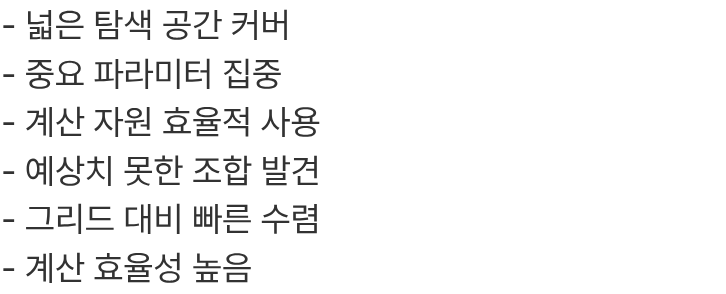 - 넓은 탐색 공간 커버
- 중요 파라미터 집중
- 계산 자원 효율적 사용
- 예상치 못한 조합 발견
- 그리드 대비 빠른 수렴
- 계산 효율성 높음